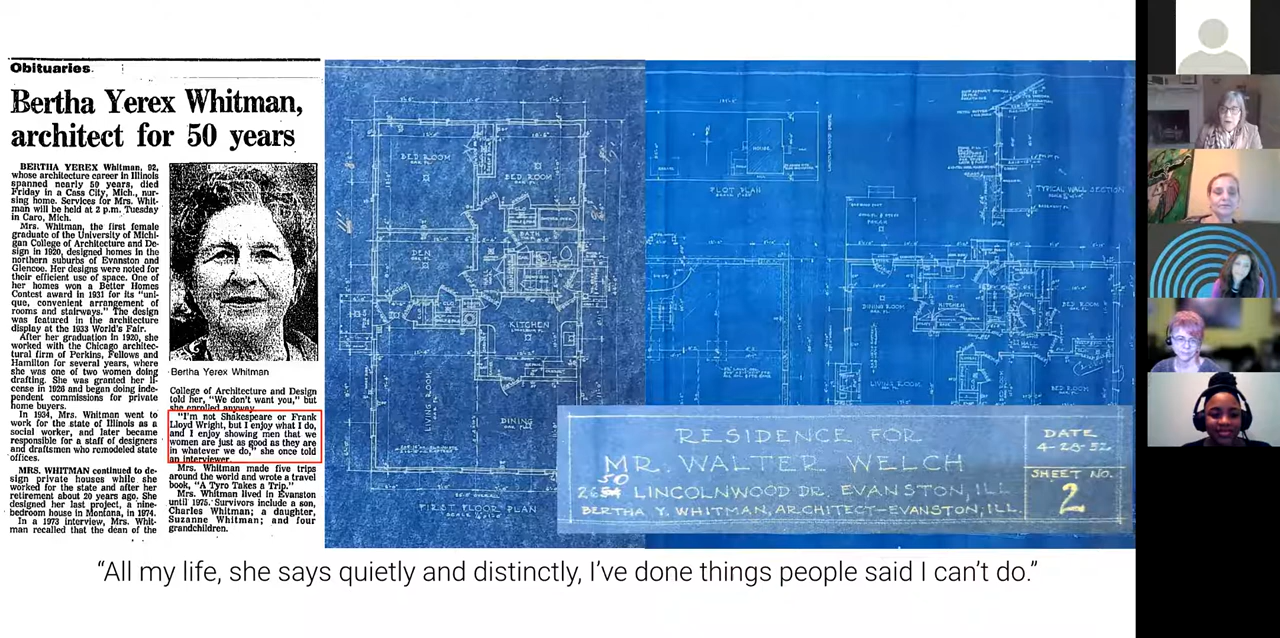 Obituaries
Bertha Yerex Whitman,
architect for 50 years
BERTHA YEREX Whitman, 92,
whose architecture career in Illinois
spanned nearly 50 years, died
Friday in a Cass City, Mich., nur-
sing home. Services for Mrs. Whit-
man will be held at 2 p.m. Tuesday
in Caro, Mich.
Mrs. Whitman, the first female
graduate of the University of Michi-
gan College of Architecture and De-
sign in 1920, designed homes in the
northern suburbs of Evanston and
Glencoe. Her designs were noted for
their efficient use of space. One of
her homes won a Better Homes
Contest award in 1931 for its "uni-
que, convenient arrangement of
rooms and stairways." The design
was featured in the architecture
display at the 1933 World's Fair.
After her graduation in 1920, she
worked with the Chicago architec-
tural firm of Perkins, Fellows and
Hamilton for several years, where
she was one of two women doing
drafting. She was granted her li-
cense in 1926 and began doing inde-
pendent commissions for private
home buyers.
In 1934, Mrs. Whitman went to
work for the state of Illinois as a
social worker, and later became
responsible for a staff of designers
and draftsmen who remodeled state
offices.
MRS. WHITMAN continued to de-
sign private houses while she
worked for the state and after her
retirement about 20 years ago. She
designed her last project, a nine-
bedroom house in Montana, in 1974.
In a 1973 interview, Mrs. Whit-
man recalled that the dean of the
Bertha Yerex Whitman
College of Architecture and Design
told her, "We don't want you," but
she enrolled anyway.
"I'm not Shakespeare or Frank
Lloyd Wright, but I enjoy what I do,
and I enjoy showing men that we
women are just as good as they are
in whatever we do," she once told
an interviewer.
Mrs. Whitman made five trips
around the world and wrote a travel
book, "A Tyro Takes a Trip."
Mrs. Whitman lived in Evanston
until 1975. Survivors include a son,
Charles Whitman; a daughter,
Suzanne Whitman; and four
grandchildren.
BED ROOM
BED ROOM
BATH
DEN
KITCHEN
LIVING ROOM
DINING
FIRST FLOOR PLAN
HOUSE
PLOT PLAN
TYPICAL WALL SECTION
PORCH
DINING ROOM
KITCHEN
BATH
BED ROOM
HALL
LIVING ROOM
BED ROOM
RESIDENCE FOR
MR. WALTER WELCH
50
2654 LINCOLNWOOD DR. EVANSTON, ILL
BERTHA Y. WHITMAN, ARCHITECT-EVANSTON, ILL.
DATE
4-28-52
SHEET NO.
2
“All my life, she says quietly and distinctly, I’ve done things people said I can’t do.”